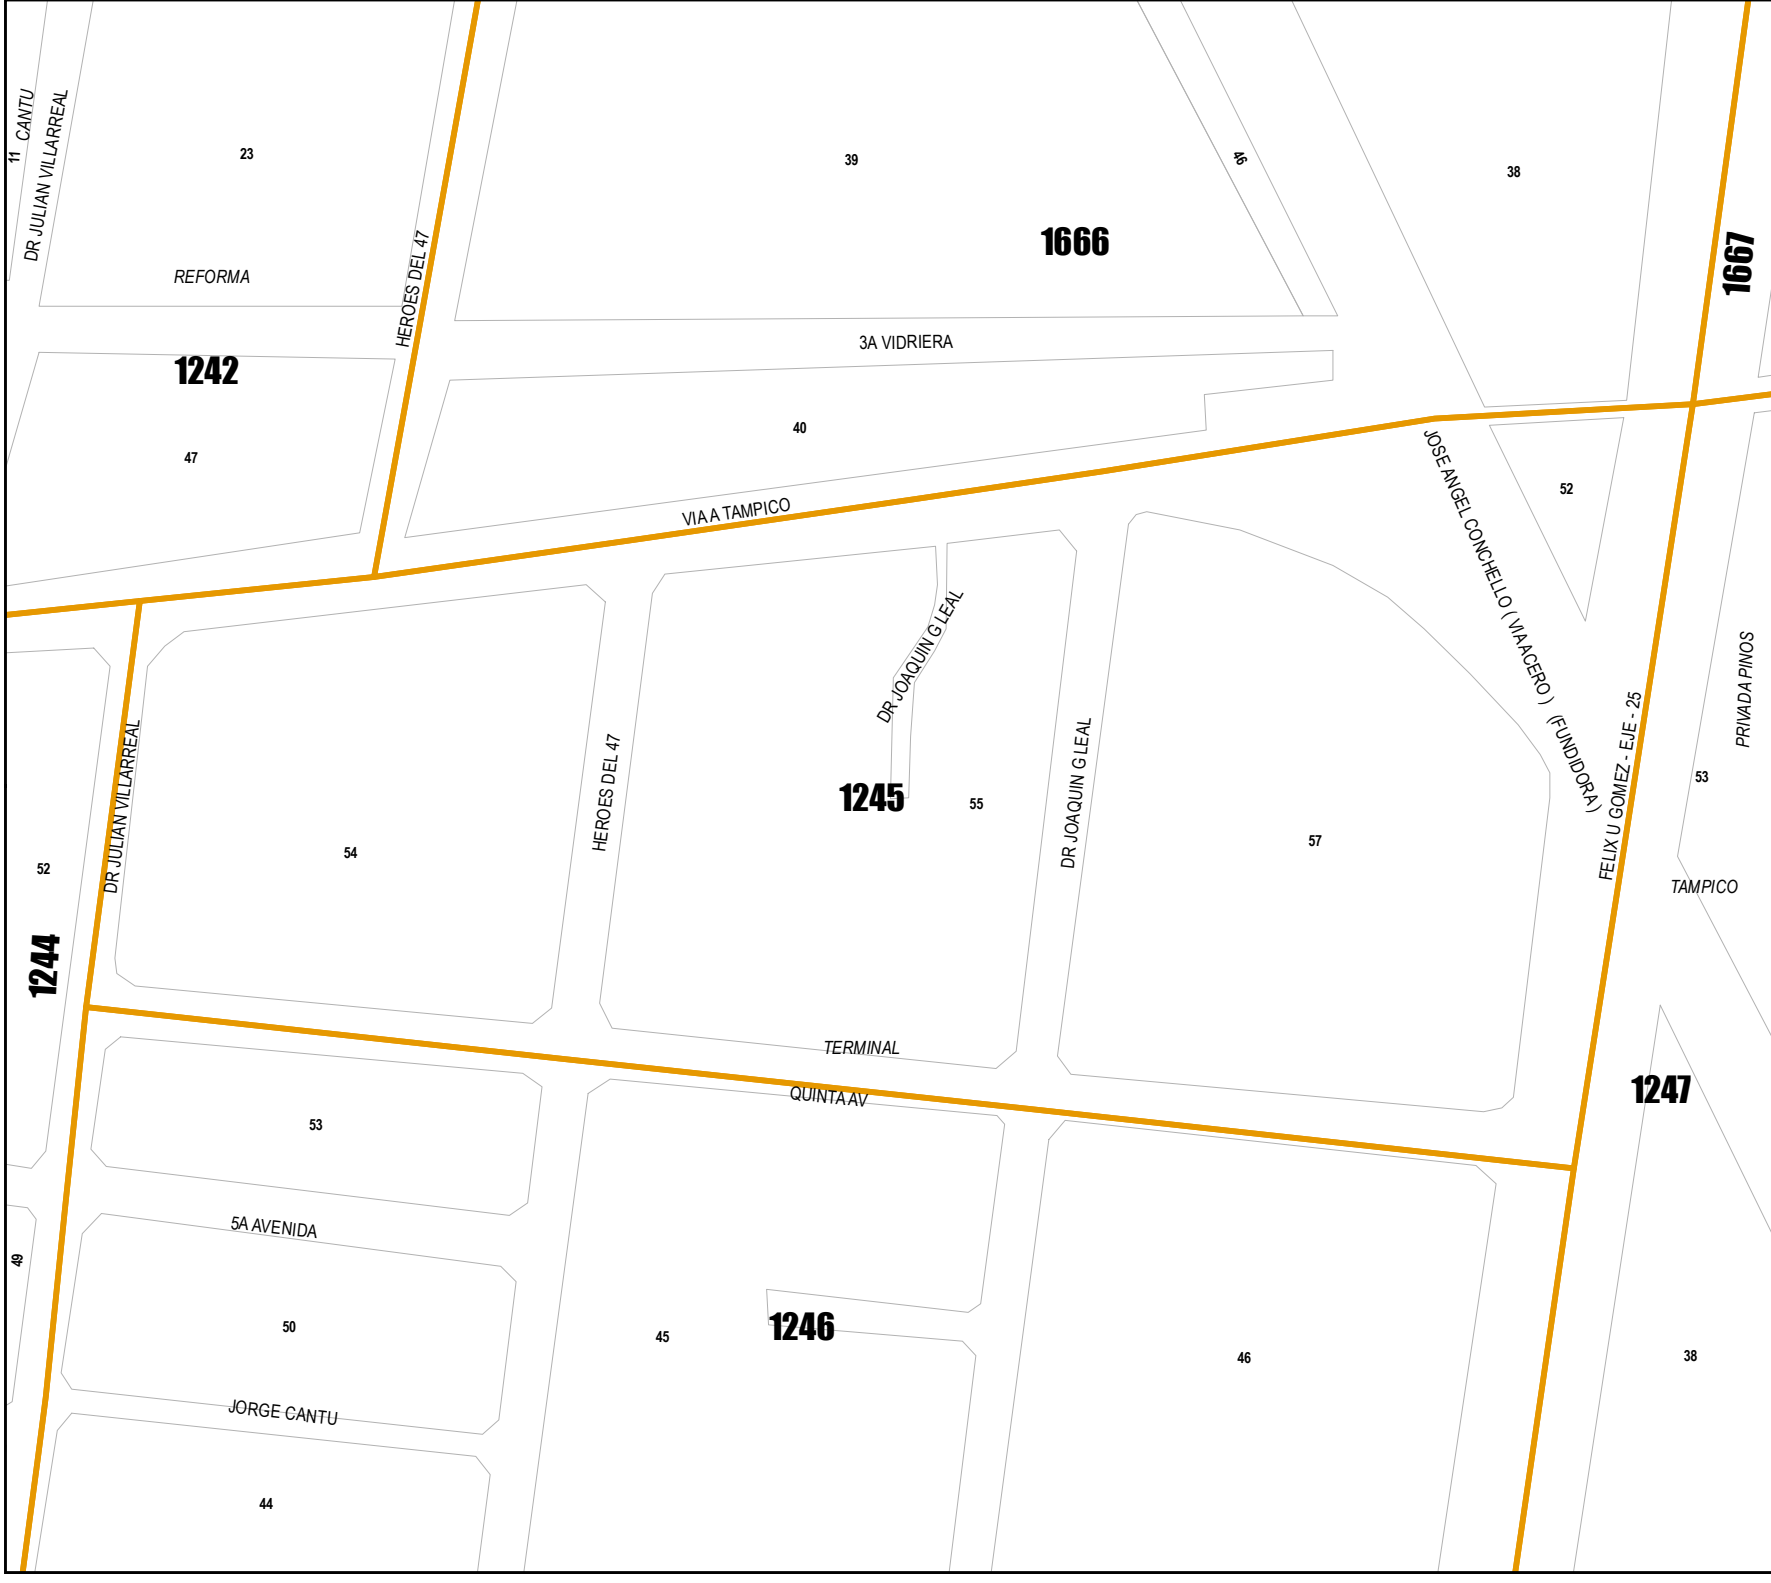 11
CANTU
DR JULIAN VILLARREAL
23
39
46
38
1666
1667
REFORMA
HEROES DEL 47
3A VIDRIERA
1242
47
40
VIA A TAMPICO
52
JOSE ANGEL CONCHELLO ( VIA ACERO ) (FUNDIDORA )
DR JOAQUIN G LEAL
PRIVADA PINOS
FELIX U GOMEZ - EJE - 25
DR JULIAN VILLARREAL
HEROES DEL 47
DR JOAQUIN G LEAL
53
1245
55
57
54
52
TAMPICO
1244
TERMINAL
QUINTA AV
1247
53
5A AVENIDA
49
50
1246
45
46
38
JORGE CANTU
44